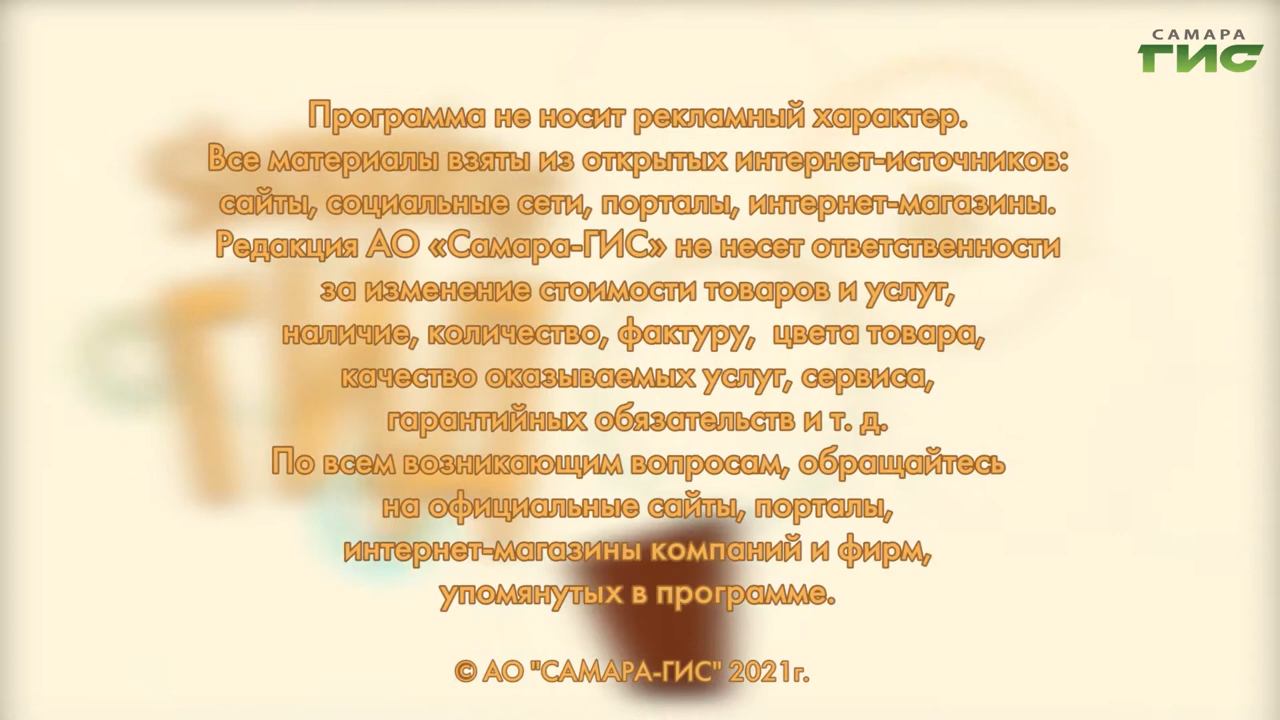 САМАРА
ГИС
Программа не носит рекламный характер.
Все материалы взяты из открытых интернет-источников:
сайты, социальные сети, порталы, интернет-магазины.
Редакция АО «Самара-ГИС» не несет ответственности
за изменение стоимости товаров и услуг,
наличие, количество, фактуру,  цвета товара,
качество оказываемых услуг, сервиса,
гарантийных обязательств и т. д.
По всем возникающим вопросам, обращайтесь
на официальные сайты, порталы,
интернет-магазины компаний и фирм,
упомянутых в программе.
© АО "САМАРА-ГИС" 2021г.